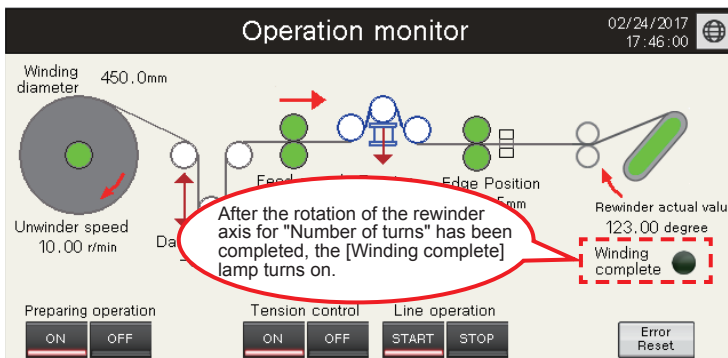 Operation monitor
02/24/2017
17:46:00
Winding
diameter
450.0mm
Edge Position
5mm
Unwinder speed
10.00 r/min
Da
After the rotation of the rewinder
axis for "Number of turns" has been
completed, the [Winding complete]
lamp turns on.
Rewinder actual valu
123.00 degree
Winding
complete
Preparing operation
ON OFF
Tension control
ON OFF
Line operation
START STOP
Error
Reset